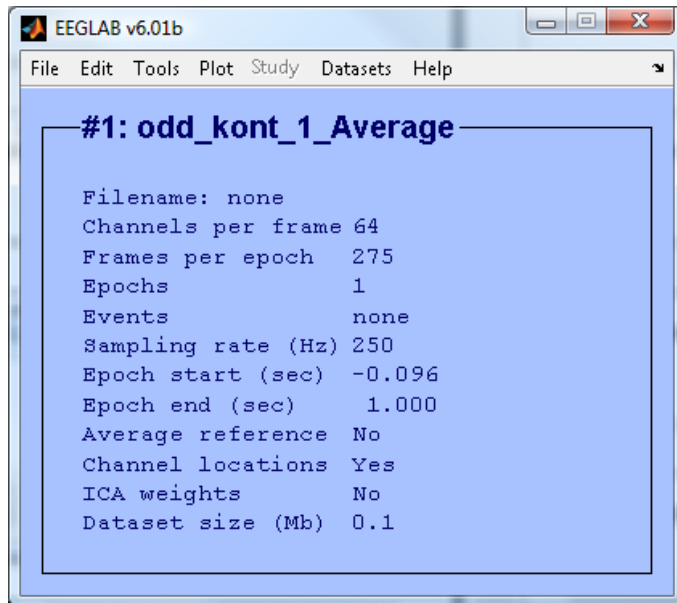 EEGLAB v6.01b
File Edit Tools Plot Study Datasets Help
#1: odd_kont_1_Average
Filename: none
Channels per frame 64
Frames per epoch 275
Epochs 1
Events none
Sampling rate (Hz) 250
Epoch start (sec) -0.096
Epoch end (sec) 1.000
Average reference No
Channel locations Yes
ICA weights No
Dataset size (Mb) 0.1